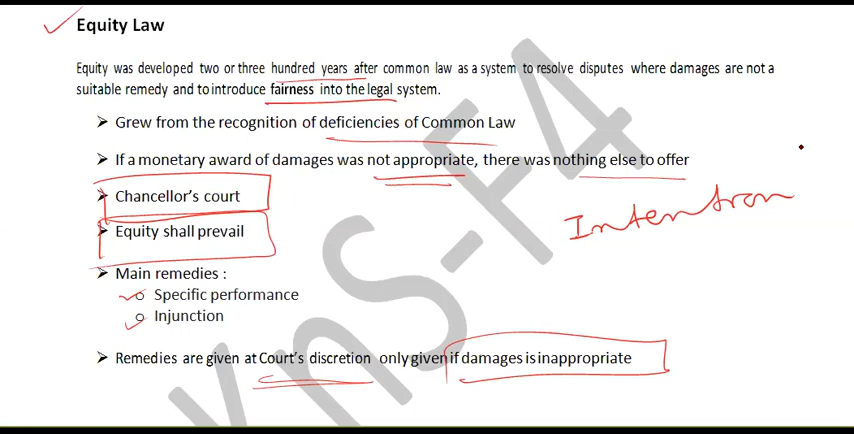 Equity Law
Equity was developed two or three hundred years after common law as a system to resolve disputes where damages are not a
suitable remedy and to introduce fairness into the legal system.
➢ Grew from the recognition of deficiencies of Common Law
➢ If a monetary award of damages was not appropriate, there was nothing else to offer
➢ Chancellor's court
➢ Equity shall prevail
Intention
➢ Main remedies :
o Specific performance
o Injunction
➢ Remedies are given at Court's discretion only given if damages is inappropriate
KnS-F4